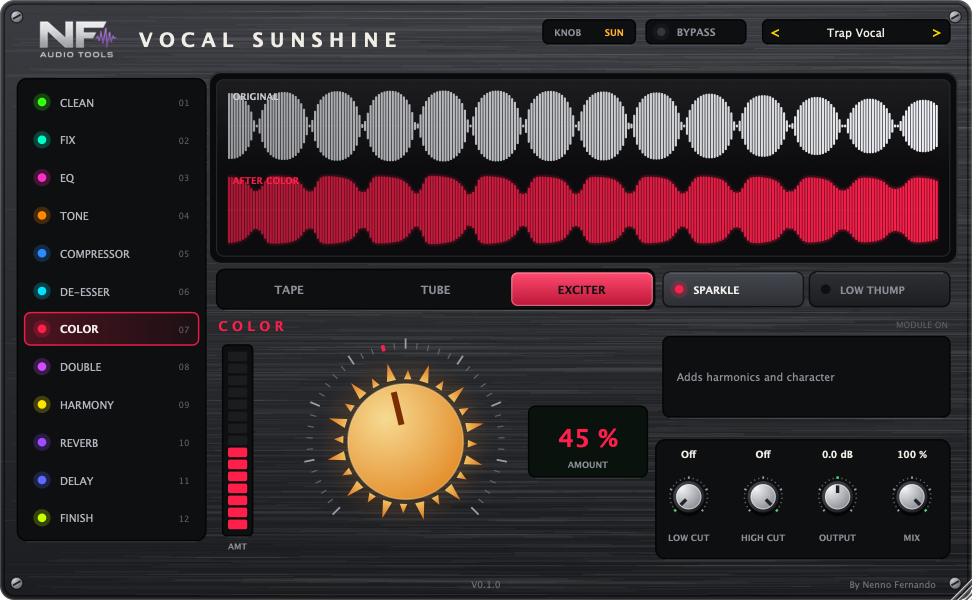 NF
AUDIO TOOLS
VOCAL SUNSHINE
KNOB SUN
BYPASS
< Trap Vocal >
CLEAN 01
FIX 02
EQ 03
TONE 04
COMPRESSOR 05
DE-ESSER 06
COLOR 07
DOUBLE 08
HARMONY 09
REVERB 10
DELAY 11
FINISH 12
ORIGINAL
AFTER COLOR
TAPE TUBE EXCITER
SPARKLE
LOW THUMP
COLOR
MODULE ON
AMT
45 %
AMOUNT
Adds harmonics and character
Off Off 0.0 dB 100 %
LOW CUT HIGH CUT OUTPUT MIX
V0.1.0
By Nenno Fernando